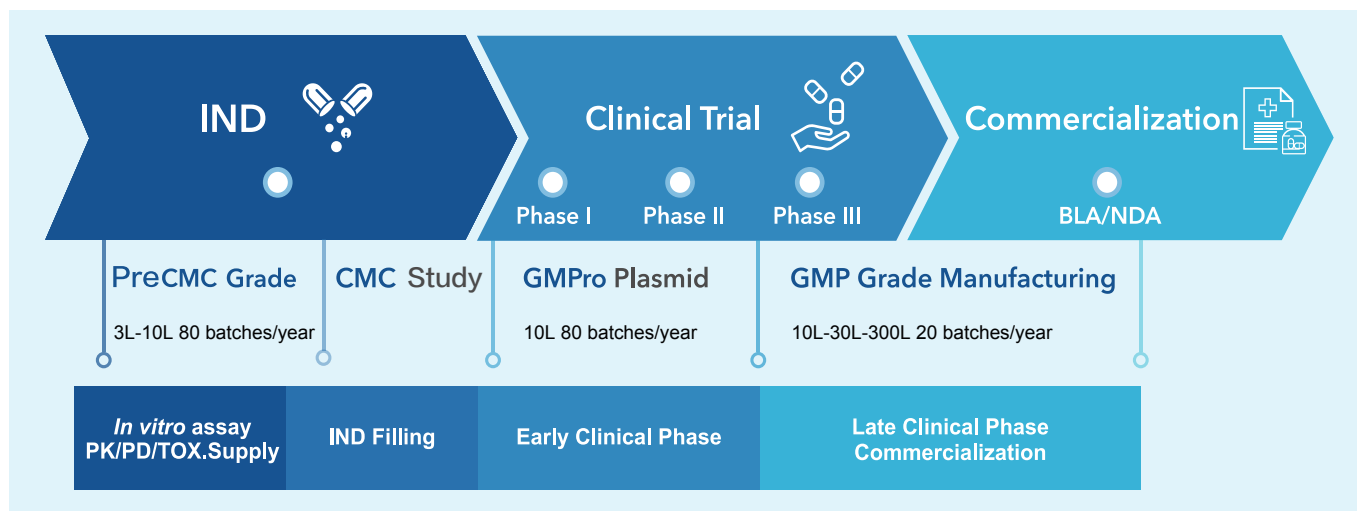 IND
Clinical Trial
Commercialization
Phase I
Phase II
Phase III
BLA/NDA
PreCMC Grade
CMC Study
GMPro Plasmid
GMP Grade Manufacturing
3L-10L 80 batches/year
10L 80 batches/year
10L-30L-300L 20 batches/year
In vitro assay
PK/PD/TOX.Supply
IND Filling
Early Clinical Phase
Late Clinical Phase
Commercialization